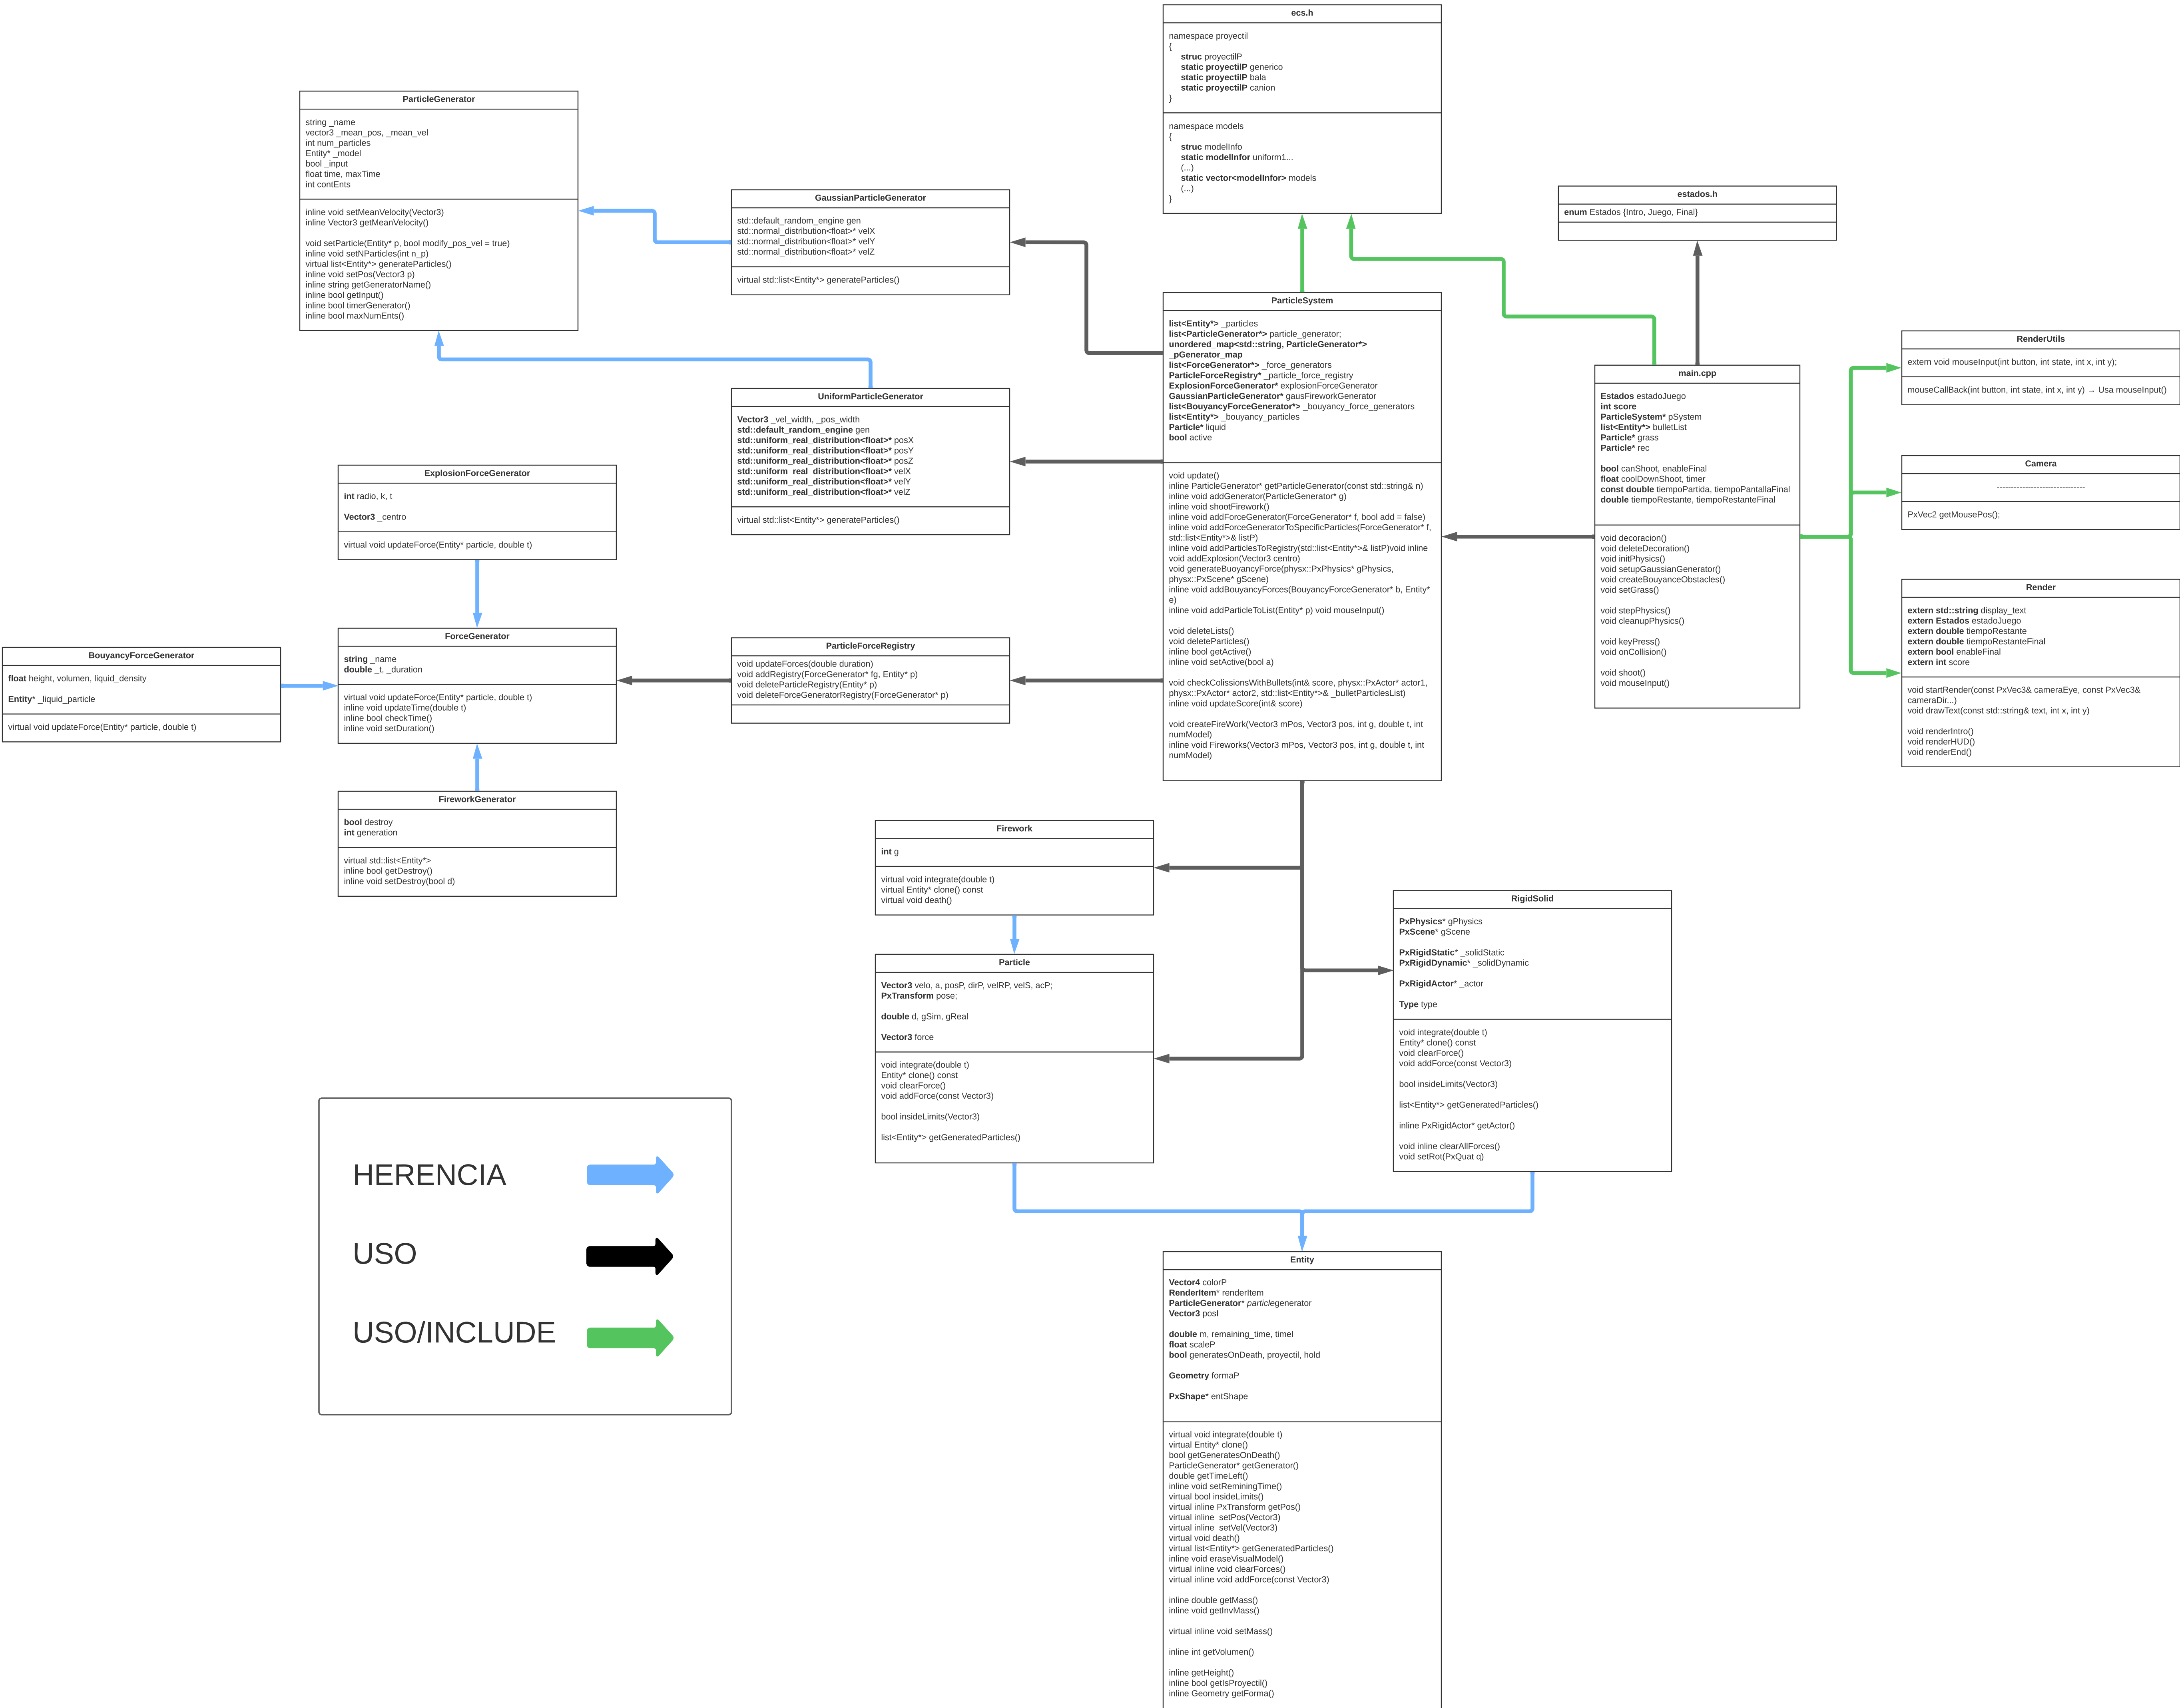 ecs.h
namespace proyectil
{
struc proyectilP
static proyectilP generico
static proyectilP bala
static proyectilP canion
}
namespace models
{
struc modelInfo
static modelInfor uniform1...
(...)
static vector<modelInfor> models
(...)
}
ParticleGenerator
string _name
vector3 _mean_pos, _mean_vel
int num_particles
Entity* _model
bool _input
float time, maxTime
int contEnts
inline void setMeanVelocity(Vector3)
inline Vector3 getMeanVelocity()
void setParticle(Entity* p, bool modify_pos_vel = true)
inline void setNParticles(int n_p)
virtual list<Entity*> generateParticles()
inline void setPos(Vector3 p)
inline string getGeneratorName()
inline bool getInput()
inline bool timerGenerator()
inline bool maxNumEnts()
GaussianParticleGenerator
std::default_random_engine gen
std::normal_distribution<float>* velX
std::normal_distribution<float>* velY
std::normal_distribution<float>* velZ
virtual std::list<Entity*> generateParticles()
estados.h
enum Estados {Intro, Juego, Final}
ParticleSystem
list<Entity*> _particles
list<ParticleGenerator*> particle_generator;
unordered_map<std::string, ParticleGenerator*>
_pGenerator_map
list<ForceGenerator*> _force_generators
ParticleForceRegistry* _particle_force_registry
ExplosionForceGenerator* explosionForceGenerator
GaussianParticleGenerator* gausFireworkGenerator
list<BouyancyForceGenerator*> _bouyancy_force_generators
list<Entity*> _bouyancy_particles
Particle* liquid
bool active
void update()
inline ParticleGenerator* getParticleGenerator(const std::string& n)
inline void addGenerator(ParticleGenerator* g)
inline void shootFirework()
inline void addForceGenerator(ForceGenerator* f, bool add = false)
inline void addForceGeneratorToSpecificParticles(ForceGenerator* f,
std::list<Entity*>& listP)
inline void addParticlesToRegistry(std::list<Entity*>& listP)void inline
void addExplosion(Vector3 centro)
void generateBuoyancyForce(physx::PxPhysics* gPhysics,
physx::PxScene* gScene)
inline void addBouyancyForces(BouyancyForceGenerator* b, Entity*
e)
inline void addParticleToList(Entity* p) void mouseInput()
void deleteLists()
void deleteParticles()
inline bool getActive()
inline void setActive(bool a)
void checkColissionsWithBullets(int& score, physx::PxActor* actor1,
physx::PxActor* actor2, std::list<Entity*>& _bulletParticlesList)
inline void updateScore(int& score)
void createFireWork(Vector3 mPos, Vector3 pos, int g, double t, int
numModel)
inline void Fireworks(Vector3 mPos, Vector3 pos, int g, double t, int
numModel)
main.cpp
Estados estadoJuego
int score
ParticleSystem* pSystem
list<Entity*> bulletList
Particle* grass
Particle* rec
bool canShoot, enableFinal
float coolDownShoot, timer
const double tiempoPartida, tiempoPantallaFinal
double tiempoRestante, tiempoRestanteFinal
void decoracion()
void deleteDecoration()
void initPhysics()
void setupGaussianGenerator()
void createBouyanceObstacles()
void setGrass()
void stepPhysics()
void cleanupPhysics()
void keyPress()
void onCollision()
void shoot()
void mouseInput()
RenderUtils
extern void mouseInput(int button, int state, int x, int y);
mouseCallBack(int button, int state, int x, int y) → Usa mouseInput()
Camera
-------------------------------
PxVec2 getMousePos();
Render
extern std::string display_text
extern Estados estadoJuego
extern double tiempoRestante
extern double tiempoRestanteFinal
extern bool enableFinal
extern int score
void startRender(const PxVec3& cameraEye, const PxVec3&
cameraDir...)
void drawText(const std::string& text, int x, int y)
void renderIntro()
void renderHUD()
void renderEnd()
UniformParticleGenerator
Vector3 _vel_width, _pos_width
std::default_random_engine gen
std::uniform_real_distribution<float>* posX
std::uniform_real_distribution<float>* posY
std::uniform_real_distribution<float>* posZ
std::uniform_real_distribution<float>* velX
std::uniform_real_distribution<float>* velY
std::uniform_real_distribution<float>* velZ
virtual std::list<Entity*> generateParticles()
ExplosionForceGenerator
int radio, k, t
Vector3 _centro
virtual void updateForce(Entity* particle, double t)
BouyancyForceGenerator
float height, volumen, liquid_density
Entity* _liquid_particle
virtual void updateForce(Entity* particle, double t)
ForceGenerator
string _name
double _t, _duration
virtual void updateForce(Entity* particle, double t)
inline void updateTime(double t)
inline bool checkTime()
inline void setDuration()
ParticleForceRegistry
void updateForces(double duration)
void addRegistry(ForceGenerator* fg, Entity* p)
void deleteParticleRegistry(Entity* p)
void deleteForceGeneratorRegistry(ForceGenerator* p)
FireworkGenerator
bool destroy
int generation
virtual std::list<Entity*>
inline bool getDestroy()
inline void setDestroy(bool d)
Firework
int g
virtual void integrate(double t)
virtual Entity* clone() const
virtual void death()
Particle
Vector3 velo, a, posP, dirP, velRP, velS, acP;
PxTransform pose;
double d, gSim, gReal
Vector3 force
void integrate(double t)
Entity* clone() const
void clearForce()
void addForce(const Vector3)
bool insideLimits(Vector3)
list<Entity*> getGeneratedParticles()
RigidSolid
PxPhysics* gPhysics
PxScene* gScene
PxRigidStatic* _solidStatic
PxRigidDynamic* _solidDynamic
PxRigidActor* _actor
Type type
void integrate(double t)
Entity* clone() const
void clearForce()
void addForce(const Vector3)
bool insideLimits(Vector3)
list<Entity*> getGeneratedParticles()
inline PxRigidActor* getActor()
void inline clearAllForces()
void setRot(PxQuat q)
HERENCIA
USO
USO/INCLUDE
Entity
Vector4 colorP
RenderItem* renderItem
ParticleGenerator* particlegenerator
Vector3 posI
double m, remaining_time, timeI
float scaleP
bool generatesOnDeath, proyectil, hold
Geometry formaP
PxShape* entShape
virtual void integrate(double t)
virtual Entity* clone()
bool getGeneratesOnDeath()
ParticleGenerator* getGenerator()
double getTimeLeft()
inline void setReminingTime()
virtual bool insideLimits()
virtual inline PxTransform getPos()
virtual inline  setPos(Vector3)
virtual inline  setVel(Vector3)
virtual void death()
virtual list<Entity*> getGeneratedParticles()
inline void eraseVisualModel()
virtual inline void clearForces()
virtual inline void addForce(const Vector3)
inline double getMass()
inline void getInvMass()
virtual inline void setMass()
inline int getVolumen()
inline getHeight()
inline bool getIsProyectil()
inline Geometry getForma()